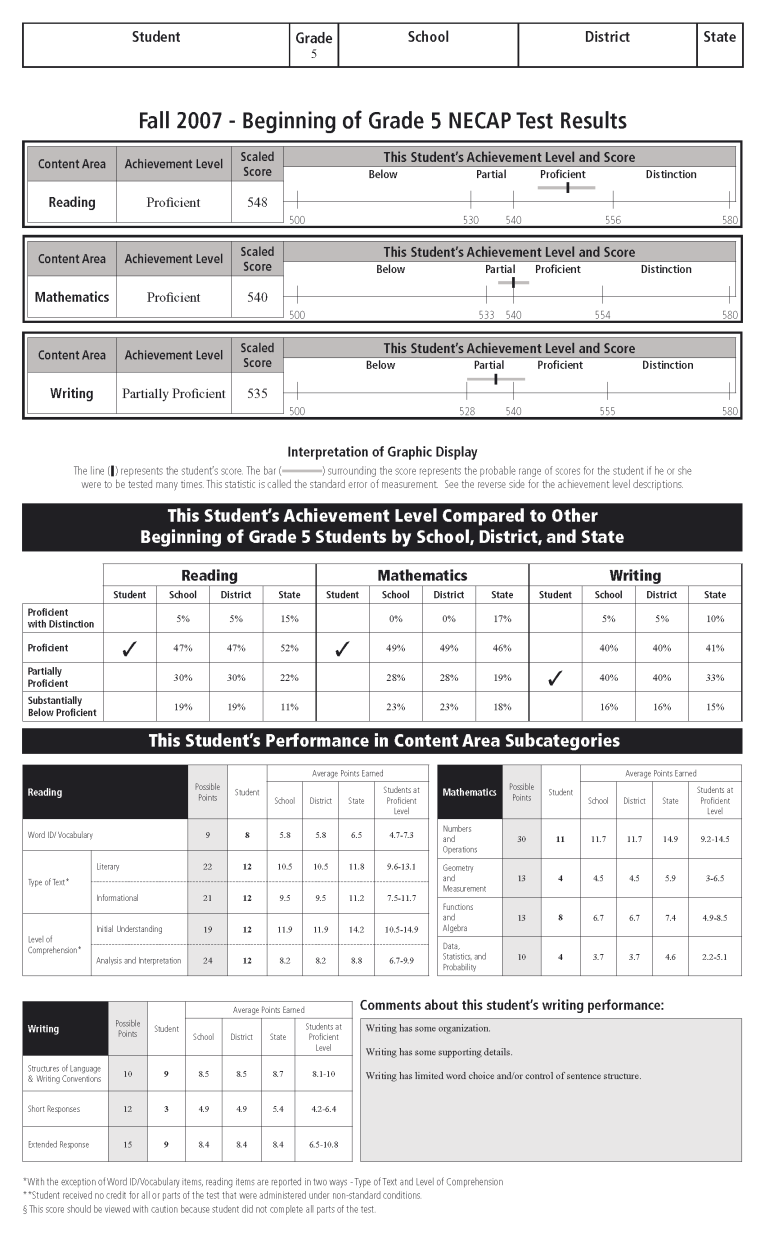 Student Grade School District State
5
Fall 2007 - Beginning of Grade 5 NECAP Test Results
Content Area Achievement Level Scaled Score This Student's Achievement Level and Score
Below Partial Proficient Distinction
Reading Proficient 548
500 530 540 556 580
Content Area Achievement Level Scaled Score This Student's Achievement Level and Score
Below Partial Proficient Distinction
Mathematics Proficient 540
500 533 540 554 580
Content Area Achievement Level Scaled Score This Student's Achievement Level and Score
Below Partial Proficient Distinction
Writing Partially Proficient 535
500 528 540 555 580
Interpretation of Graphic Display
The line ( ) represents the student's score. The bar ( ) surrounding the score represents the probable range of scores for the student if he or she
were to be tested many times. This statistic is called the standard error of measurement. See the reverse side for the achievement level descriptions.
This Student's Achievement Level Compared to Other
Beginning of Grade 5 Students by School, District, and State
Reading Mathematics Writing
Student School District State Student School District State Student School District State
Proficient with Distinction 5% 5% 15% 0% 0% 17% 5% 5% 10%
Proficient ✓ 47% 47% 52% ✓ 49% 49% 46% 40% 40% 41%
Partially Proficient 30% 30% 22% 28% 28% 19% ✓ 40% 40% 33%
Substantially Below Proficient 19% 19% 11% 23% 23% 18% 16% 16% 15%
This Student's Performance in Content Area Subcategories
Reading Possible Points Student Average Points Earned
School District State Students at Proficient Level
Word ID/ Vocabulary 9 8 5.8 5.8 6.5 4.7-7.3
Type of Text* Literary 22 12 10.5 10.5 11.8 9.6-13.1
Informational 21 12 9.5 9.5 11.2 7.5-11.7
Level of Comprehension* Initial Understanding 19 12 11.9 11.9 14.2 10.5-14.9
Analysis and Interpretation 24 12 8.2 8.2 8.8 6.7-9.9
Mathematics Possible Points Student Average Points Earned
School District State Students at Proficient Level
Numbers and Operations 30 11 11.7 11.7 14.9 9.2-14.5
Geometry and Measurement 13 4 4.5 4.5 5.9 3-6.5
Functions and Algebra 13 8 6.7 6.7 7.4 4.9-8.5
Data, Statistics, and Probability 10 4 3.7 3.7 4.6 2.2-5.1
Writing Possible Points Student Average Points Earned
School District State Students at Proficient Level
Structures of Language & Writing Conventions 10 9 8.5 8.5 8.7 8.1-10
Short Responses 12 3 4.9 4.9 5.4 4.2-6.4
Extended Response 15 9 8.4 8.4 8.4 6.5-10.8
Comments about this student's writing performance:
Writing has some organization.
Writing has some supporting details.
Writing has limited word choice and/or control of sentence structure.
*With the exception of Word ID/Vocabulary items, reading items are reported in two ways - Type of Text and Level of Comprehension
**Student received no credit for all or parts of the test that were administered under non-standard conditions.
§ This score should be viewed with caution because student did not complete all parts of the test.